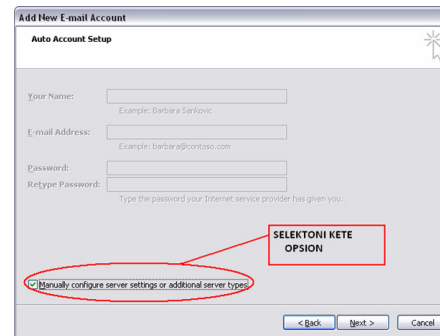 Add New E-mail Account
Auto Account Setup
Your Name:
Example: Barbara Sankovic
E-mail Address:
Example: barbara@contoso.com
Password:
Retype Password:
Type the password your Internet service provider has given you.
SELEKTONI KETE
OPSION
Manually configure server settings or additional server types
< Back
Next >
Cancel